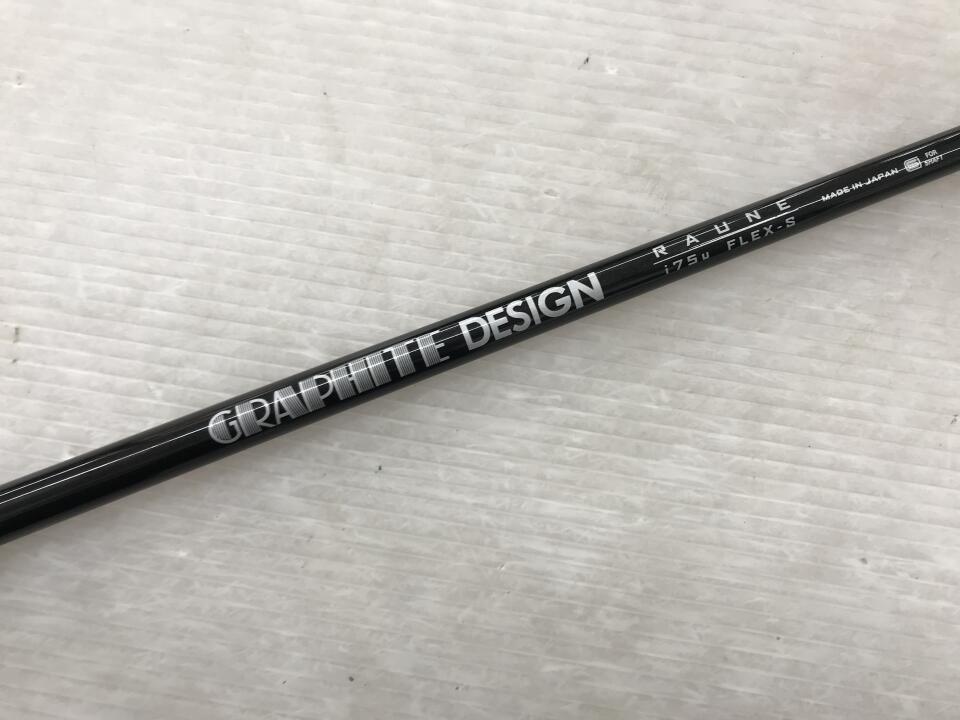 GRAPHITE DESIGN
RAUNE
i75u FLEX-S
MADE IN JAPAN
G FOR
SHAFT